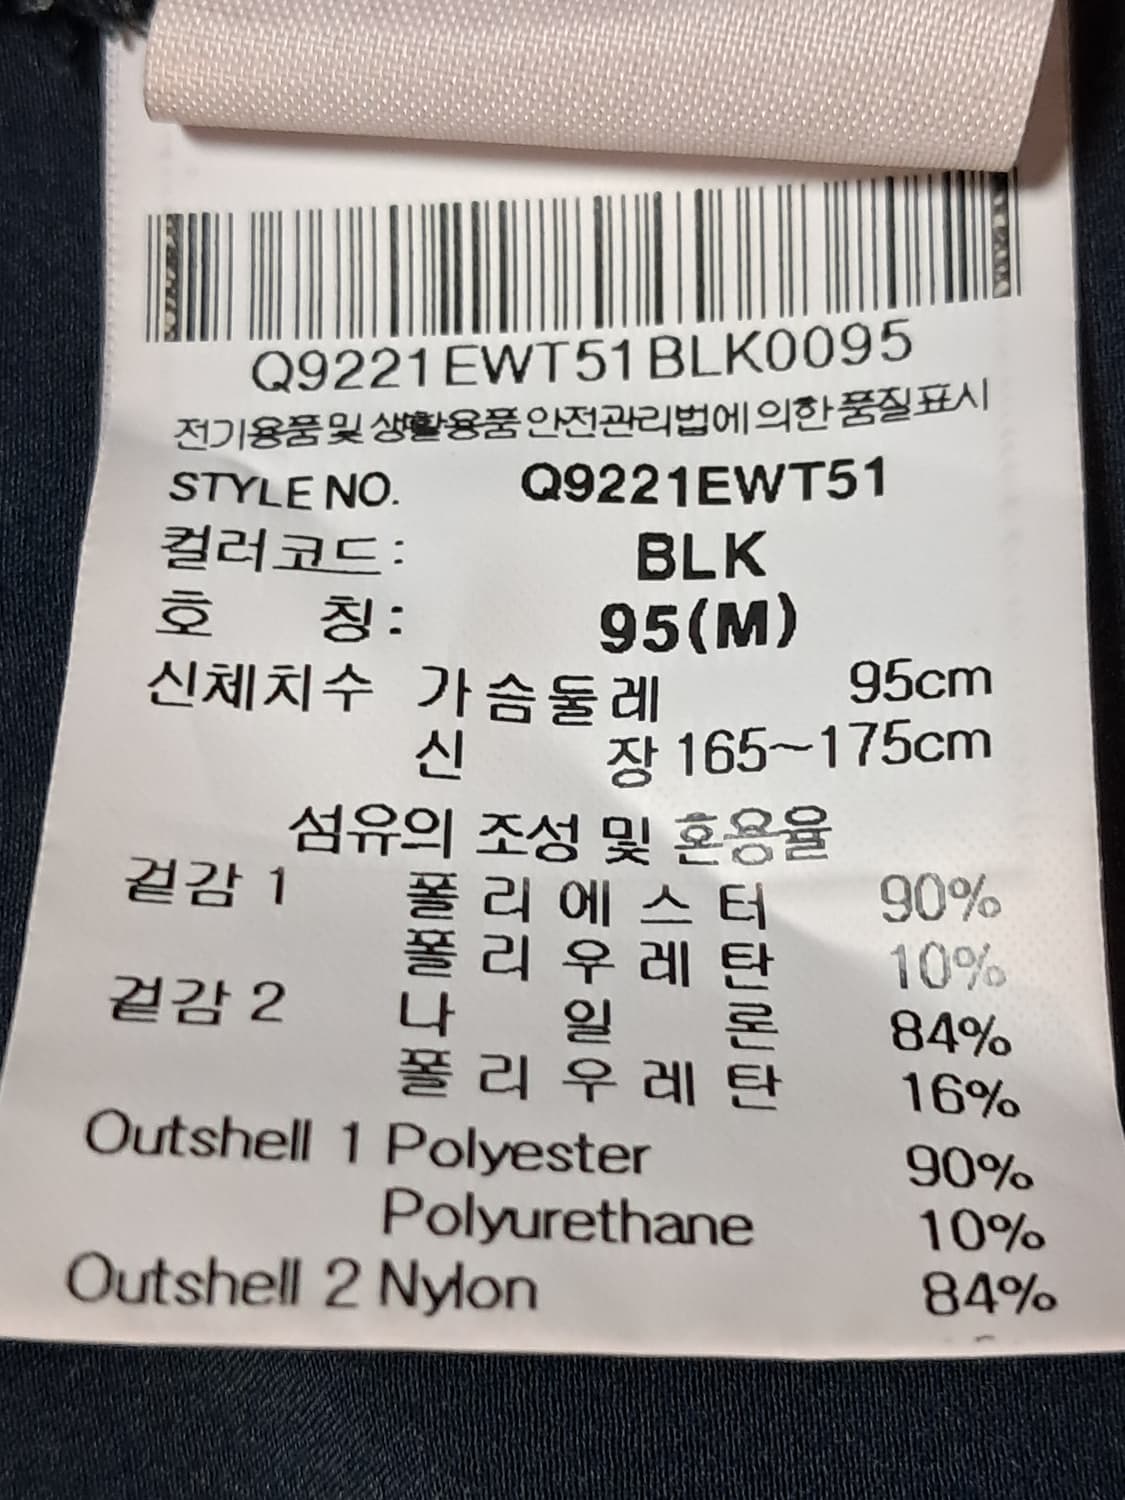 Q9221EWT51BLK0095
전기용품및 생활용품안전관리법에의한품질표시
STYLE NO. Q9221EWT51
컬러코드: BLK
호 칭: 95(M)
신체치수 가슴둘레 95cm
신 장 165~175cm
섬유의 조성 및 혼용율
겉감 1 폴리에스터 90%
폴리우레탄 10%
겉감 2 나일론 84%
폴리우레탄 16%
Outshell 1 Polyester 90%
Polyurethane 10%
Outshell 2 Nylon 84%